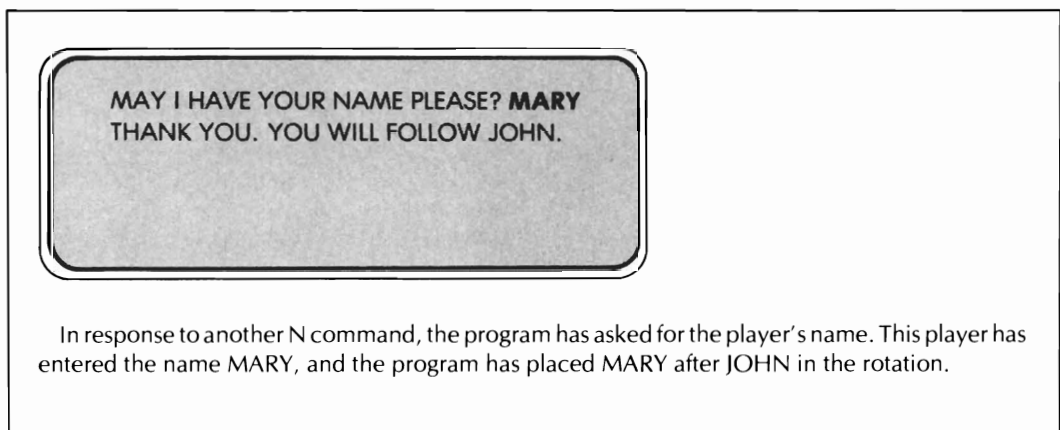 MAY I HAVE YOUR NAME PLEASE? MARY
THANK YOU. YOU WILL FOLLOW JOHN.
In response to another N command, the program has asked for the player's name. This player has
entered the name MARY, and the program has placed MARY after JOHN in the rotation.